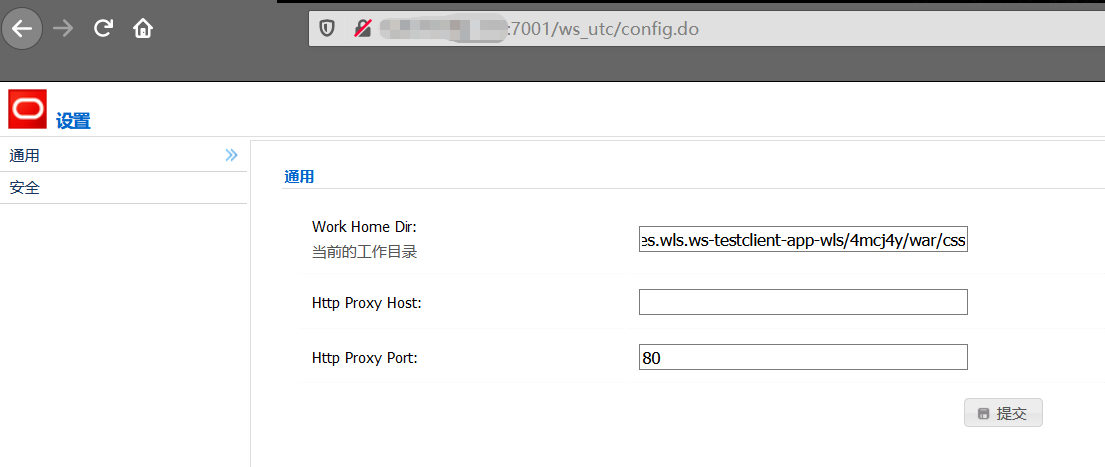 :7001/ws_utc/config.do
设置
通用
安全
通用
Work Home Dir:
当前的工作目录
es.wls.ws-testclient-app-wls/4mcj4y/war/css
Http Proxy Host:
Http Proxy Port:
80
提交